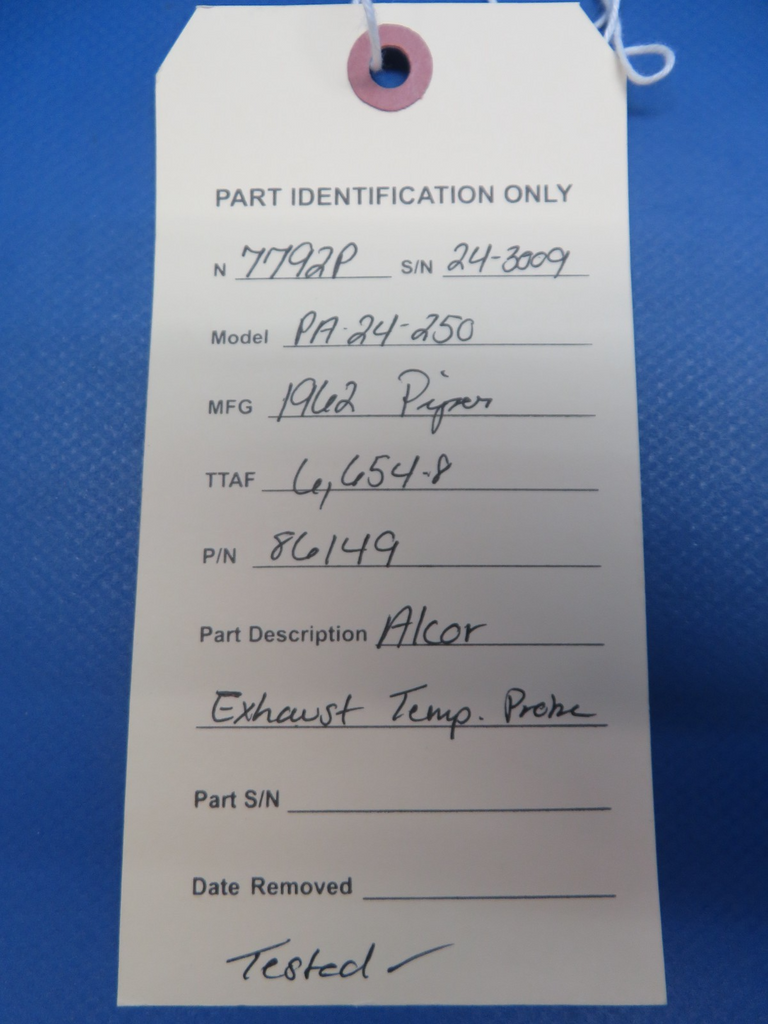 PART IDENTIFICATION ONLY
N 7792P S/N 24-3009
Model PA-24-250
MFG 1962 Piper
TTAF 6,654.8
P/N 86149
Part Description Alcor
Exhaust Temp. Probe
Part S/N
Date Removed
Tested ✓